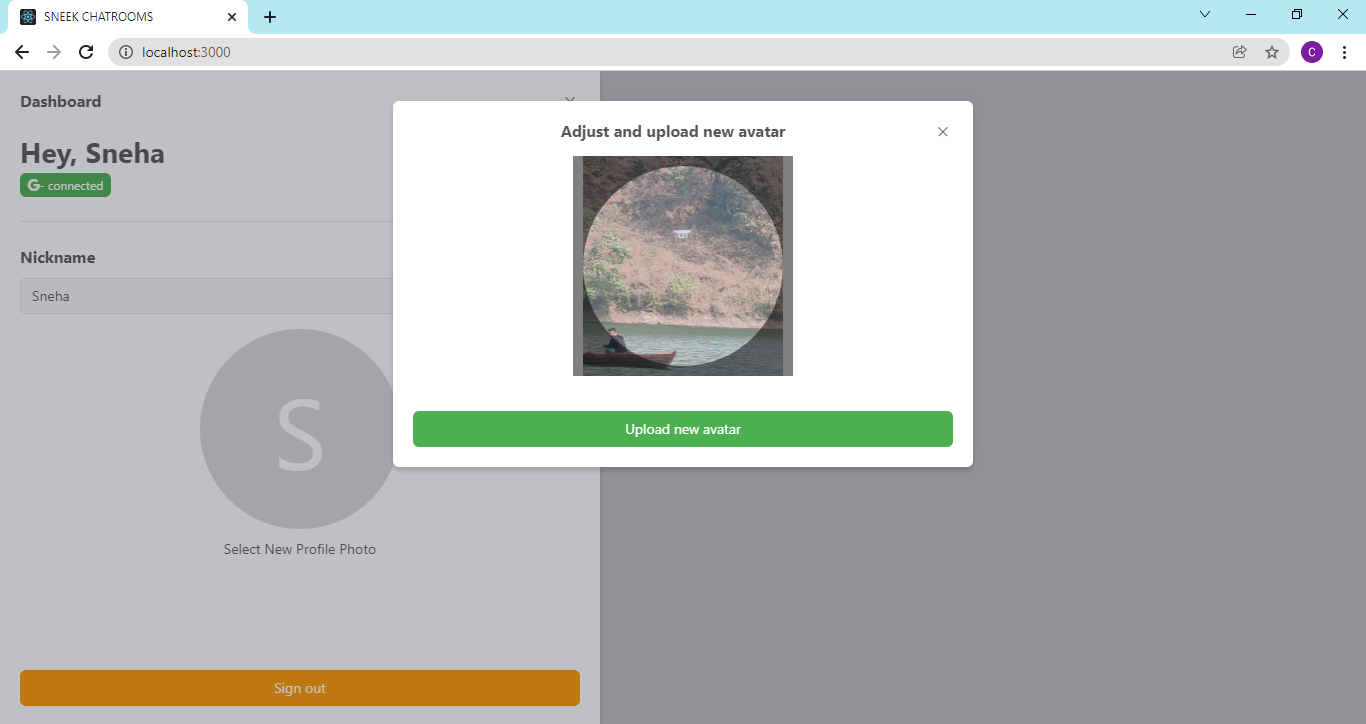 SNEEK CHATROOMS
localhost:3000
C
Dashboard
Hey, Sneha
G- connected
Nickname
Sneha
S
Select New Profile Photo
Sign out
Adjust and upload new avatar
Upload new avatar